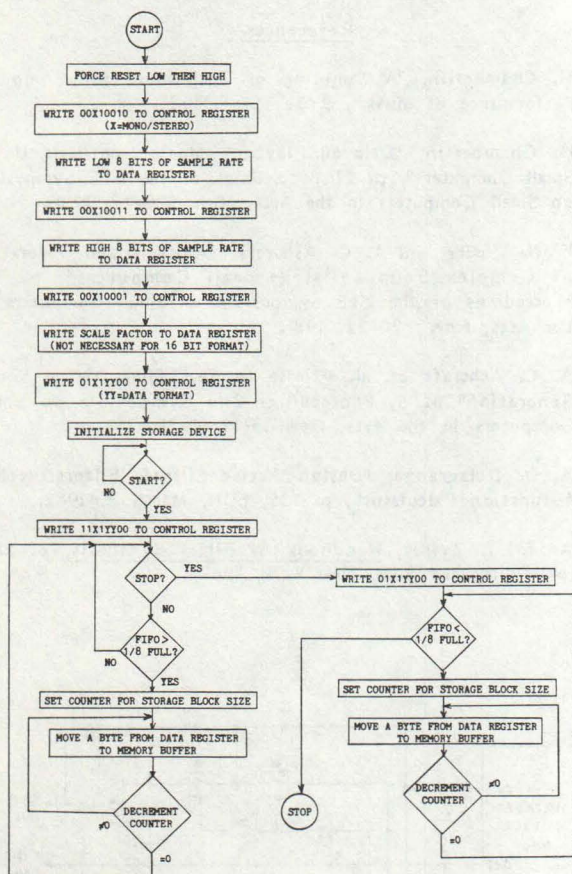 START
FORCE RESET LOW THEN HIGH
WRITE 00X10010 TO CONTROL REGISTER
(X=MONO/STEREO)
WRITE LOW 8 BITS OF SAMPLE RATE
TO DATA REGISTER
WRITE 00X10011 TO CONTROL REGISTER
WRITE HIGH 8 BITS OF SAMPLE RATE
TO DATA REGISTER
WRITE 00X10001 TO CONTROL REGISTER
WRITE SCALE FACTOR TO DATA REGISTER
(NOT NECESSARY FOR 16 BIT FORMAT)
WRITE 01X1YY00 TO CONTROL REGISTER
(YY=DATA FORMAT)
INITIALIZE STORAGE DEVICE
START?
NO
YES
WRITE 11X1YY00 TO CONTROL REGISTER
STOP?
YES
NO
FIFO>
1/8 FULL?
NO
YES
SET COUNTER FOR STORAGE BLOCK SIZE
MOVE A BYTE FROM DATA REGISTER
TO MEMORY BUFFER
DECREMENT
COUNTER
≠0
=0
WRITE 01X1YY00 TO CONTROL REGISTER
FIFO<
1/8 FULL?
SET COUNTER FOR STORAGE BLOCK SIZE
MOVE A BYTE FROM DATA REGISTER
TO MEMORY BUFFER
STOP
DECREMENT
COUNTER
≠0
=0